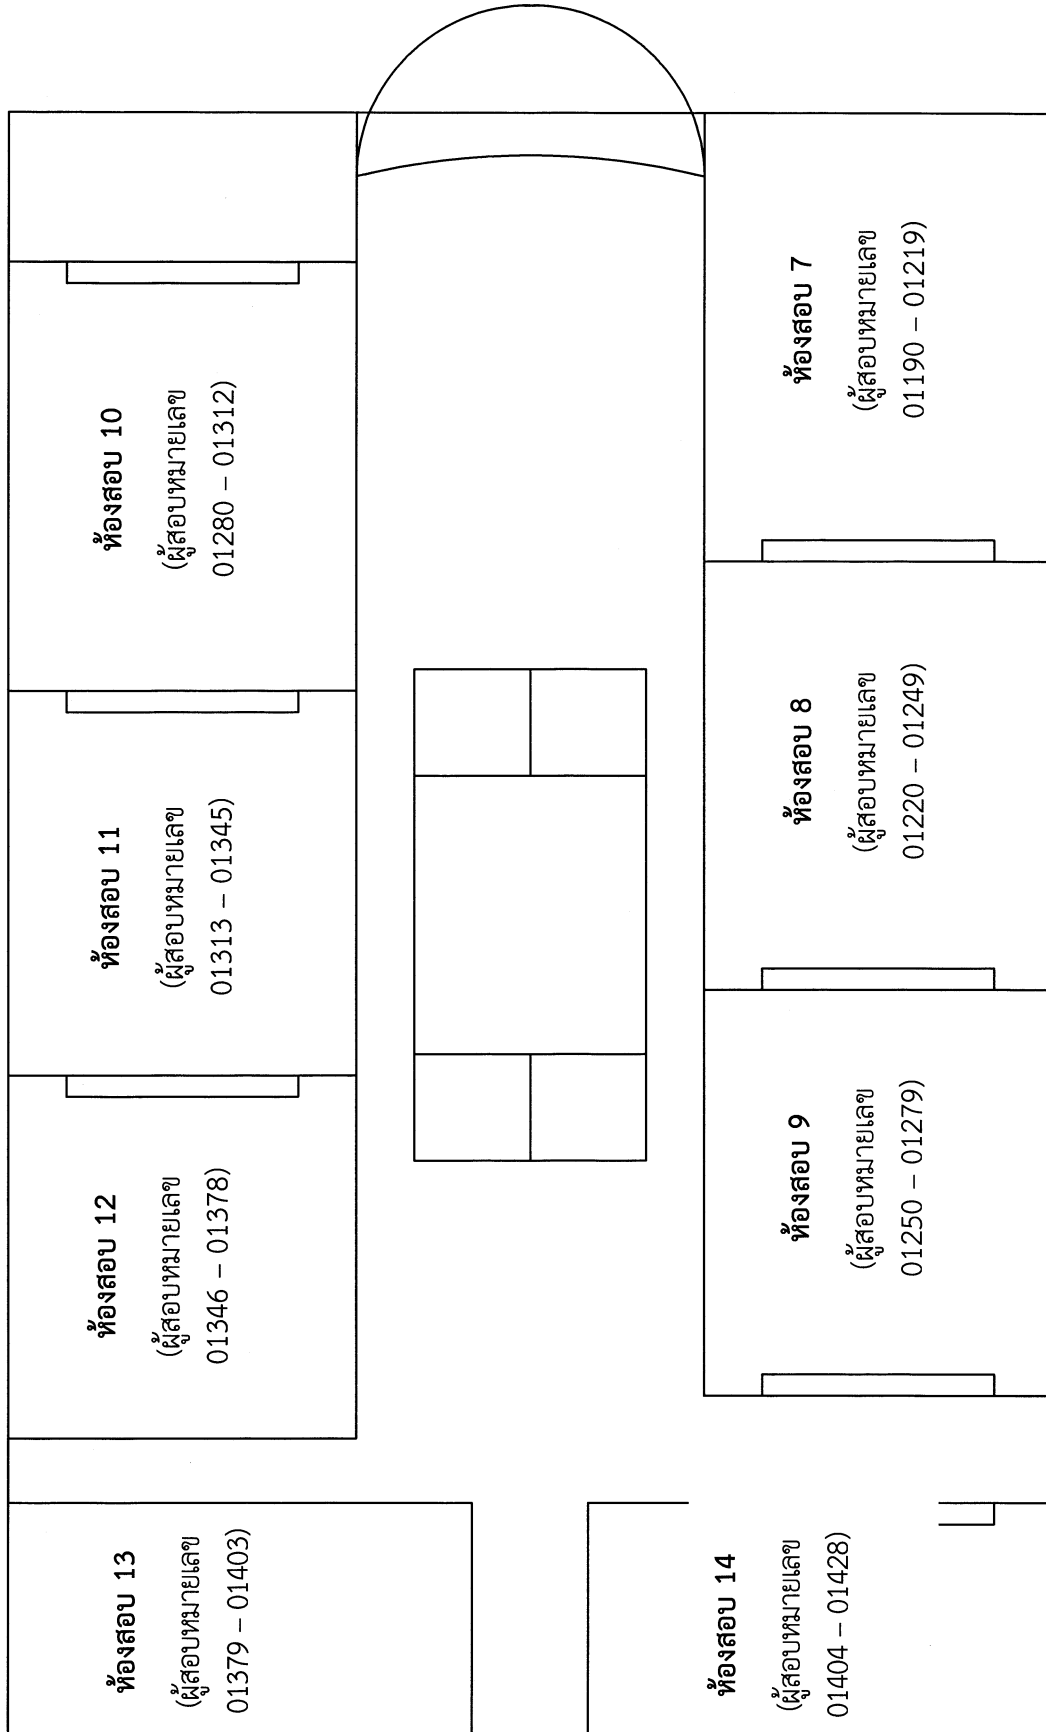 ห้องสอบ 10
(ผู้สอบหมายเลข
01280 – 01312)
ห้องสอบ 11
(ผู้สอบหมายเลข
01313 – 01345)
ห้องสอบ 12
(ผู้สอบหมายเลข
01346 – 01378)
ห้องสอบ 13
(ผู้สอบหมายเลข
01379 – 01403)
ห้องสอบ 7
(ผู้สอบหมายเลข
01190 – 01219)
ห้องสอบ 8
(ผู้สอบหมายเลข
01220 – 01249)
ห้องสอบ 9
(ผู้สอบหมายเลข
01250 – 01279)
ห้องสอบ 14
(ผู้สอบหมายเลข
01404 – 01428)